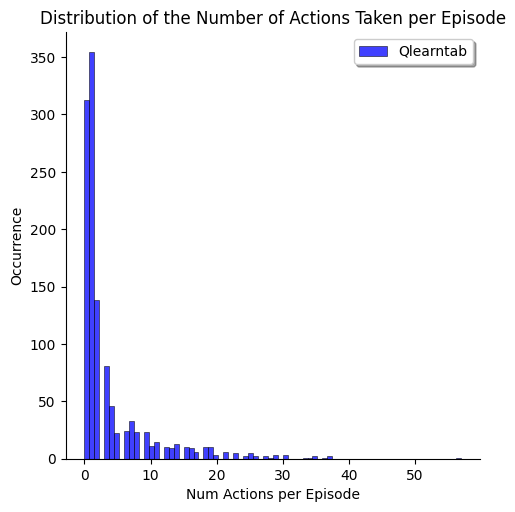 Distribution of the Number of Actions Taken per Episode
Qlearntab
350
300
250
200
150
100
50
0
Occurrence
0 10 20 30 40 50
Num Actions per Episode